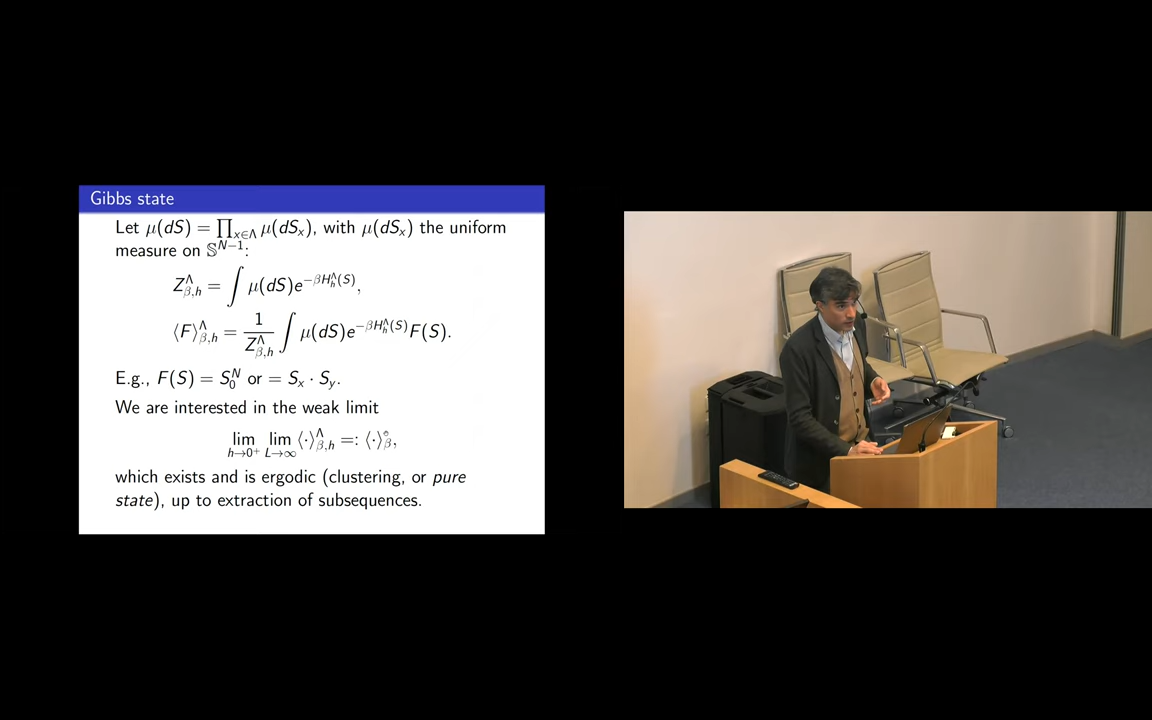 Gibbs state
Let μ(dS) = ∏_{x∈Λ} μ(dS_x), with μ(dS_x) the uniform
measure on 𝕊^{N−1}:
Z^Λ_{β,h} = ∫ μ(dS)e^{−βH^Λ_h(S)},
⟨F⟩^Λ_{β,h} = 1/Z^Λ_{β,h} ∫ μ(dS)e^{−βH^Λ_h(S)}F(S).
E.g., F(S) = S^N_0 or = S_x · S_y.
We are interested in the weak limit
lim_{h→0^+} lim_{L→∞} ⟨·⟩^Λ_{β,h} =: ⟨·⟩^◦_β,
which exists and is ergodic (clustering, or pure
state), up to extraction of subsequences.